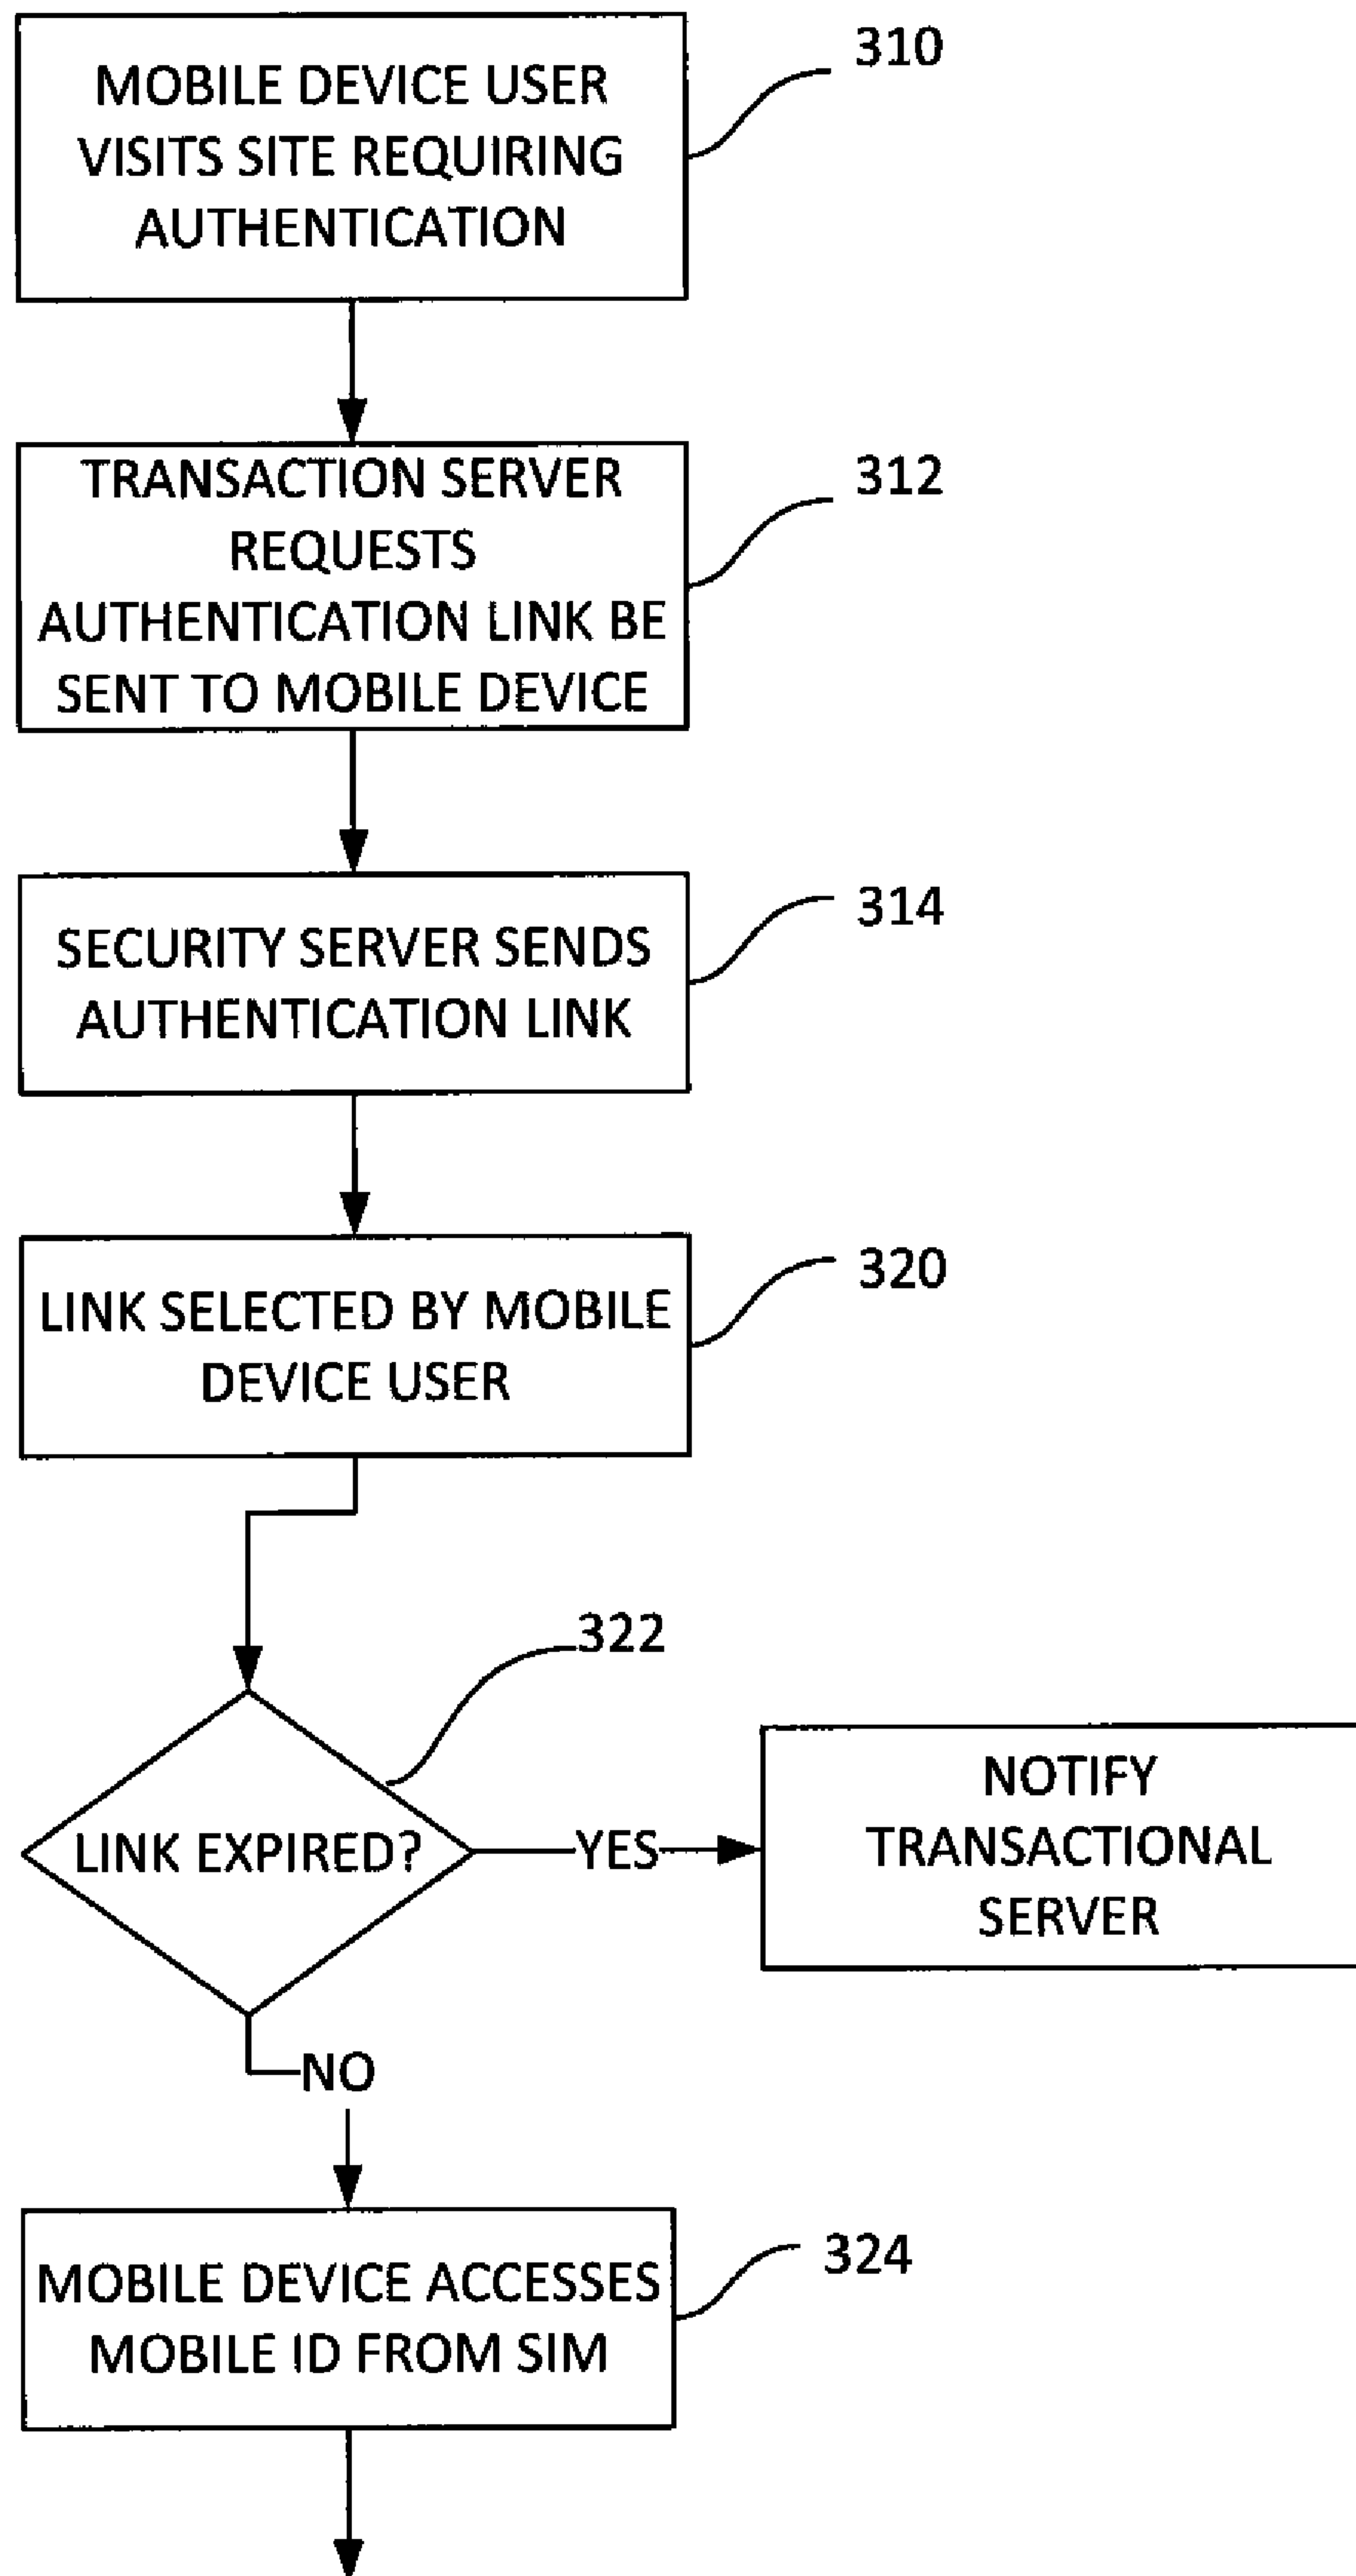 MOBILE DEVICE USER
VISITS SITE REQUIRING
AUTHENTICATION
310
TRANSACTION SERVER
REQUESTS
AUTHENTICATION LINK BE
SENT TO MOBILE DEVICE
312
SECURITY SERVER SENDS
AUTHENTICATION LINK
314
LINK SELECTED BY MOBILE
DEVICE USER
320
322
LINK EXPIRED?
YES
NOTIFY
TRANSACTIONAL
SERVER
NO
MOBILE DEVICE ACCESSES
MOBILE ID FROM SIM
324